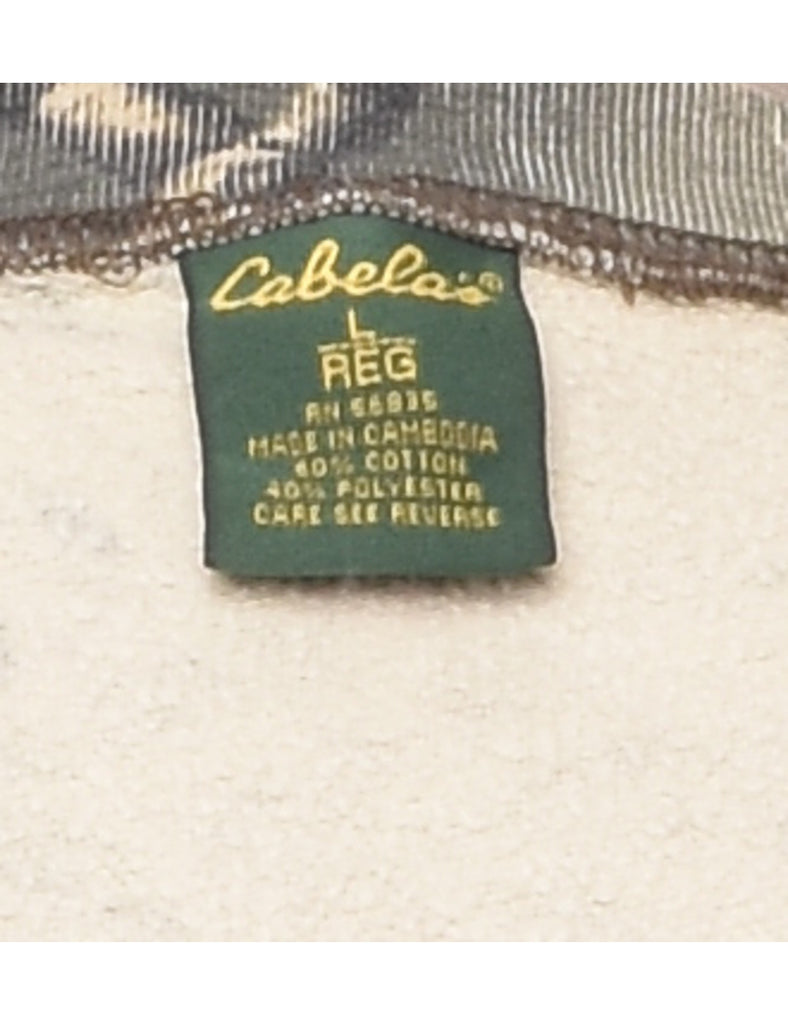 Cabela's®
L
REG
RN 56835
MADE IN CAMBODIA
60% COTTON
40% POLYESTER
CARE SEE REVERSE